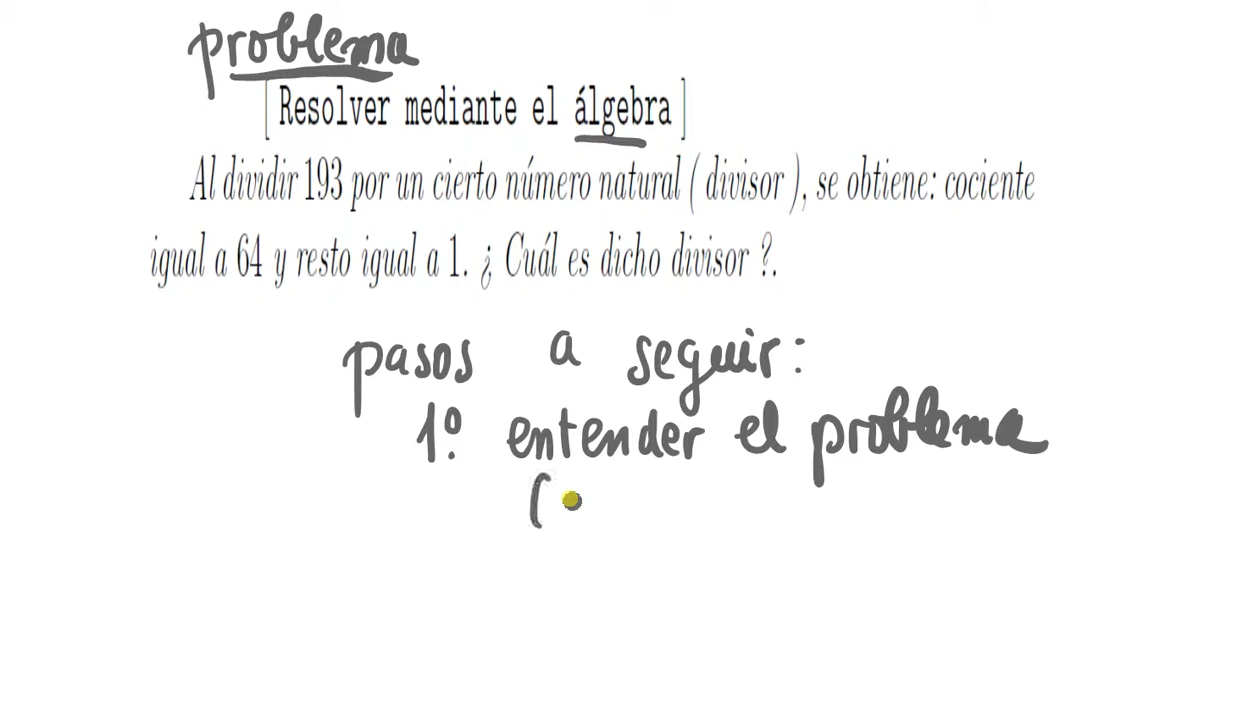 problema
[ Resolver mediante el álgebra ]
Al dividir 193 por un cierto número natural ( divisor ), se obtiene: cociente
igual a 64 y resto igual a 1. ¿ Cuál es dicho divisor ?.
pasos a seguir:
1º. entender el problema
(